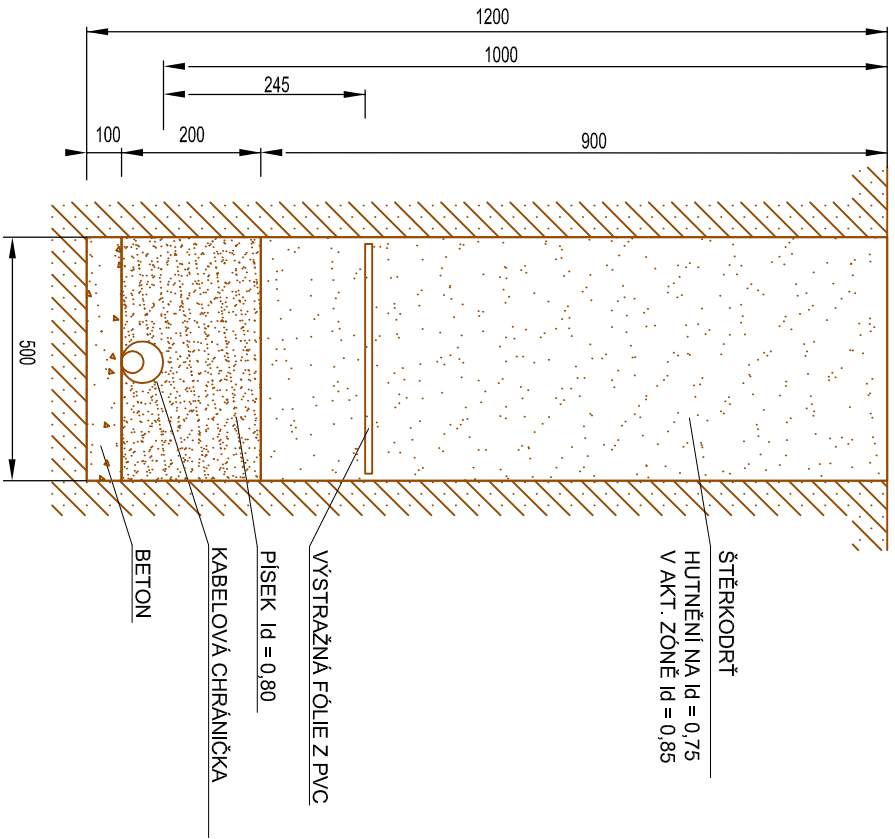 1200
1000
245
100
200
900
500
ŠTĚRKODRŤ
HUTNĚNÍ NA Id = 0,75
V AKT. ZÓNĚ Id = 0,85
VÝSTRAŽNÁ FÓLIE Z PVC
PÍSEK Id = 0,80
KABELOVÁ CHRÁNIČKA
BETON